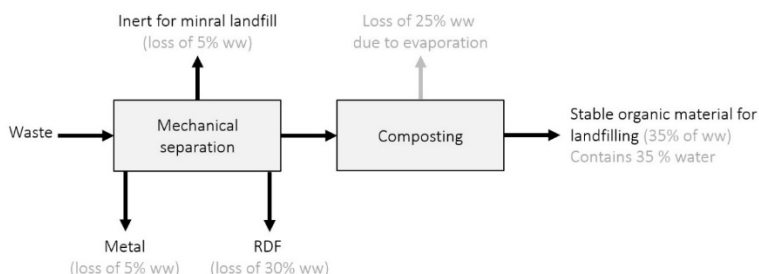 Inert for minral landfill
(loss of 5% ww)
Loss of 25% ww
due to evaporation
Waste
Mechanical
separation
Composting
Stable organic material for
landfilling (35% of ww)
Contains 35 % water
Metal
(loss of 5% ww)
RDF
(loss of 30% ww)